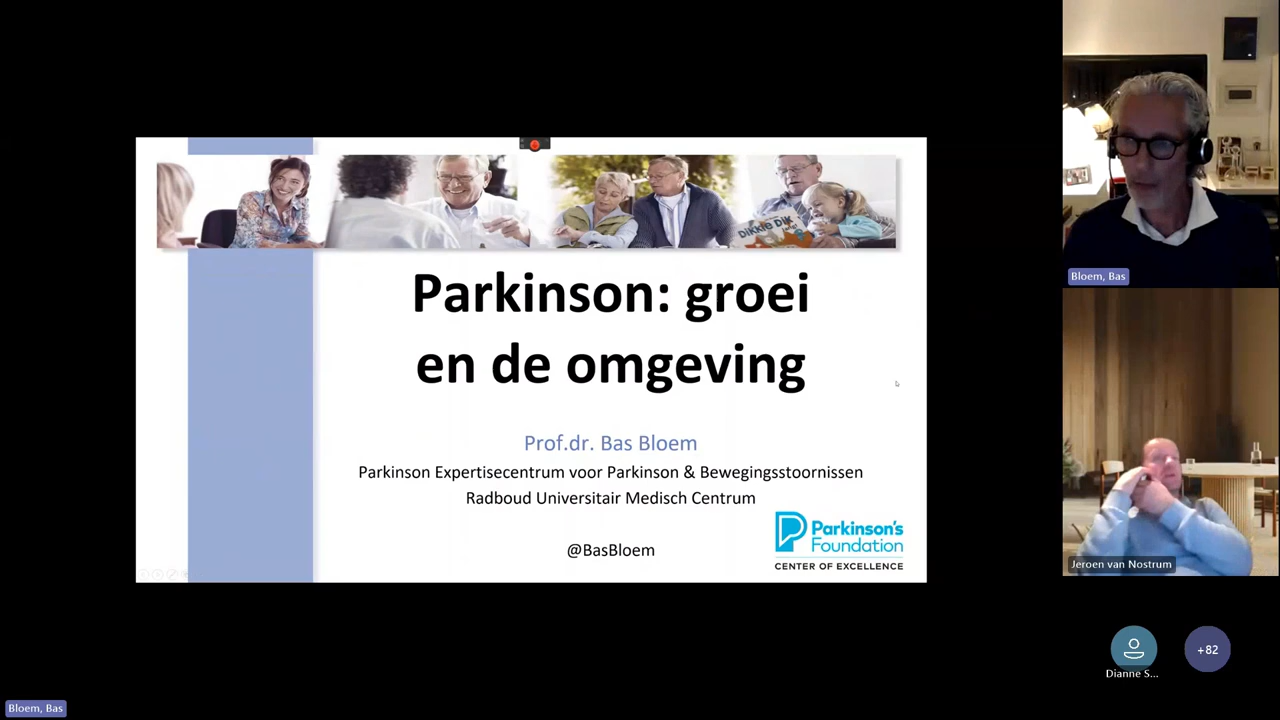 DIKKIE DIK
Parkinson: groei
en de omgeving
Prof.dr. Bas Bloem
Parkinson Expertisecentrum voor Parkinson & Bewegingsstoornissen
Radboud Universitair Medisch Centrum
@BasBloem
Parkinson's
Foundation
CENTER OF EXCELLENCE
Bloem, Bas
Jeroen van Nostrum
Dianne S...
+82
Bloem, Bas